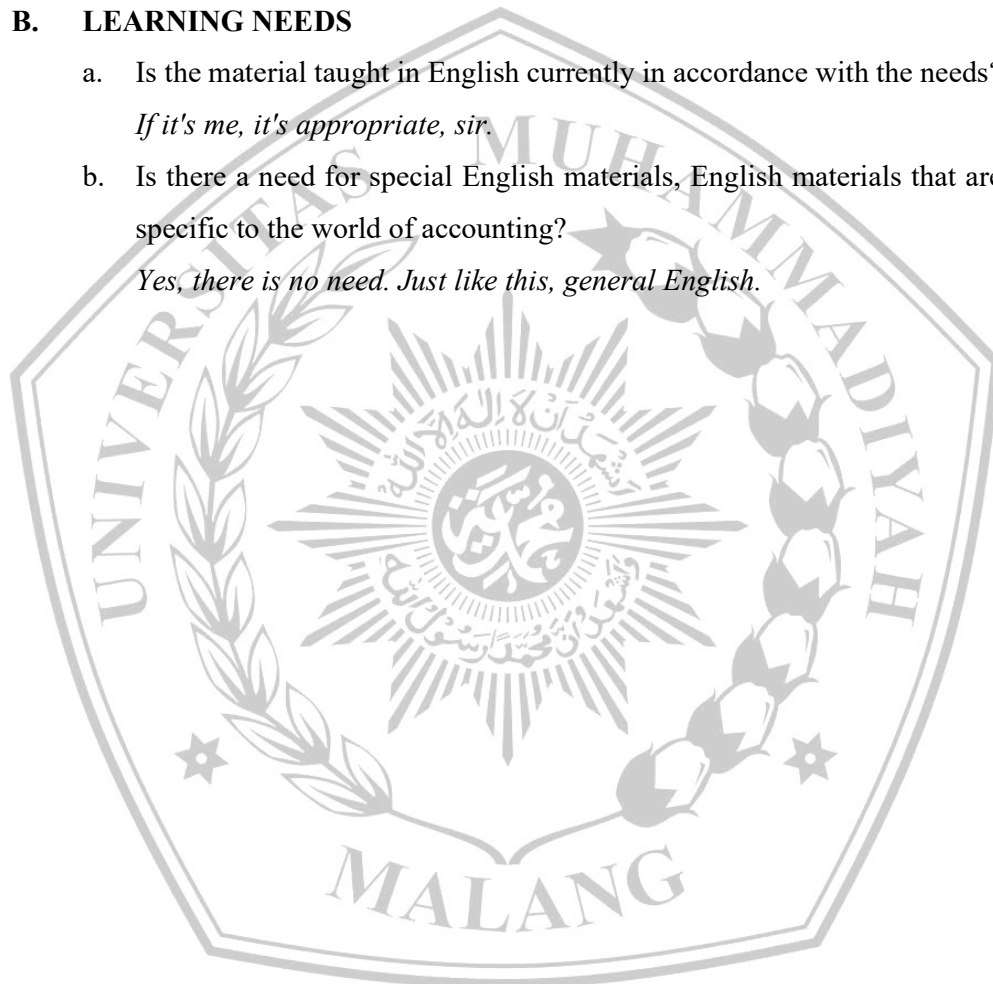 B. LEARNING NEEDS
a. Is the material taught in English currently in accordance with the needs?
If it's me, it's appropriate, sir.
b. Is there a need for special English materials, English materials that are
specific to the world of accounting?
Yes, there is no need. Just like this, general English.
UNIVERSITAS MUHAMMADIYAH
MALANG